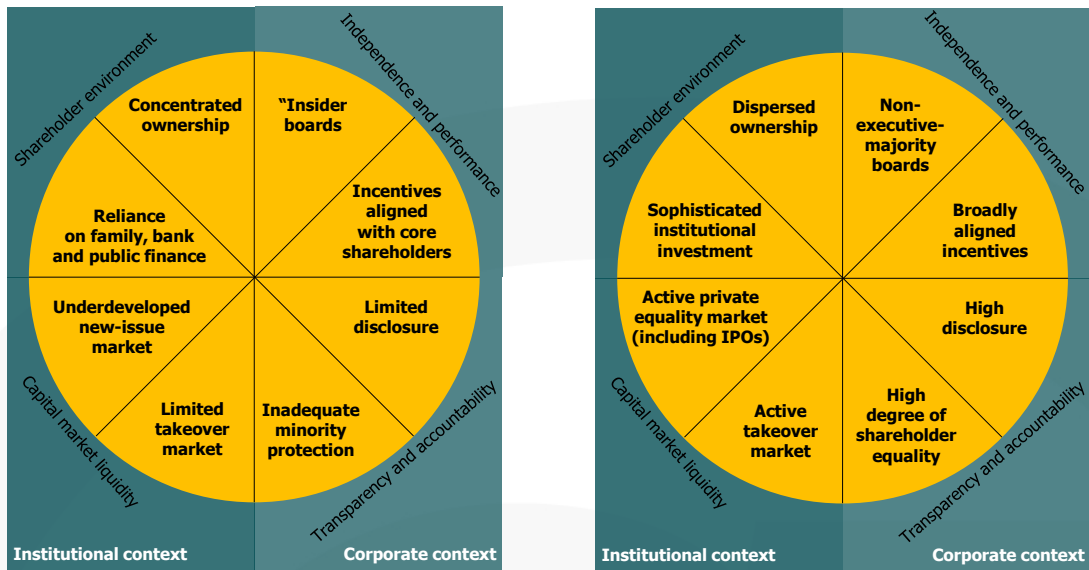 Shareholder environment
Independence and performance
Concentrated
ownership
“Insider
boards
Reliance
on family, bank
and public finance
Incentives
aligned
with core
shareholders
Underdeveloped
new-issue
market
Limited
disclosure
Limited
takeover
market
Inadequate
minority
protection
Capital market liquidity
Transparency and accountability
Institutional context
Corporate context
Shareholder environment
Independence and performance
Dispersed
ownership
Non-
executive-
majority
boards
Sophisticated
institutional
investment
Broadly
aligned
incentives
Active private
equality market
(including IPOs)
High
disclosure
Active
takeover
market
High
degree of
shareholder
equality
Capital market liquidity
Transparency and accountability
Institutional context
Corporate context